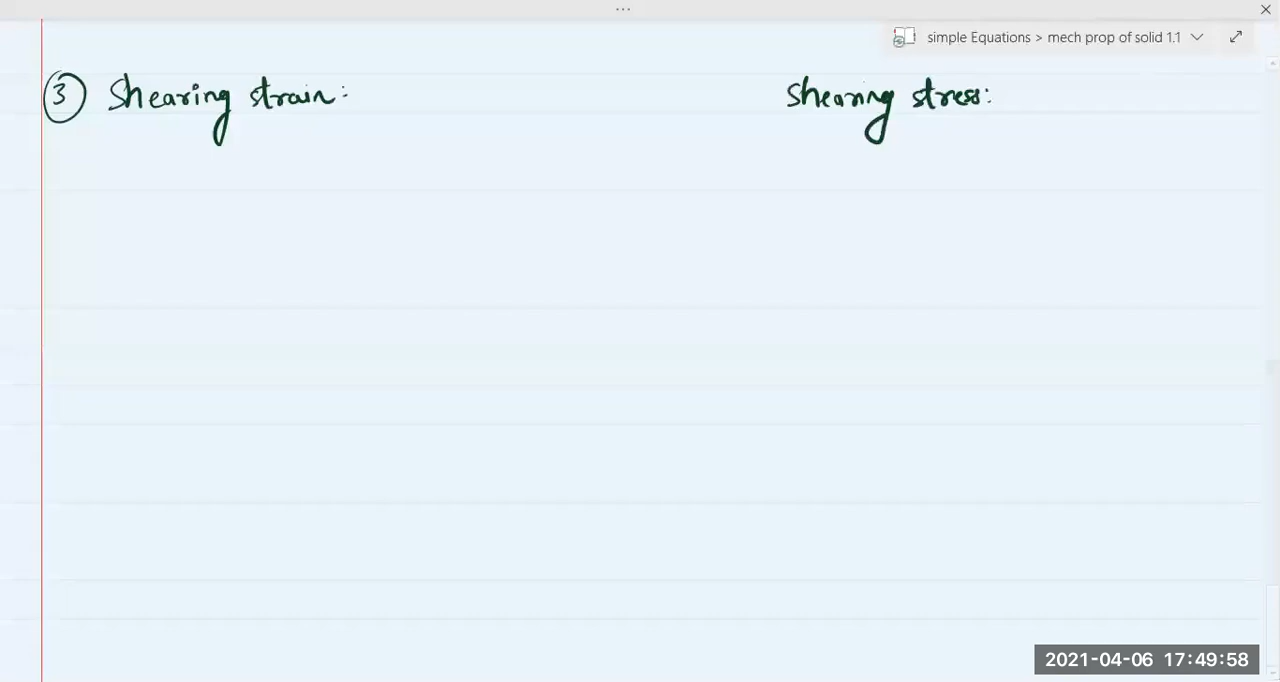 ...
simple Equations > mech prop of solid 1.1
③ Shearing strain:
Shearing stress:
2021-04-06 17:49:58